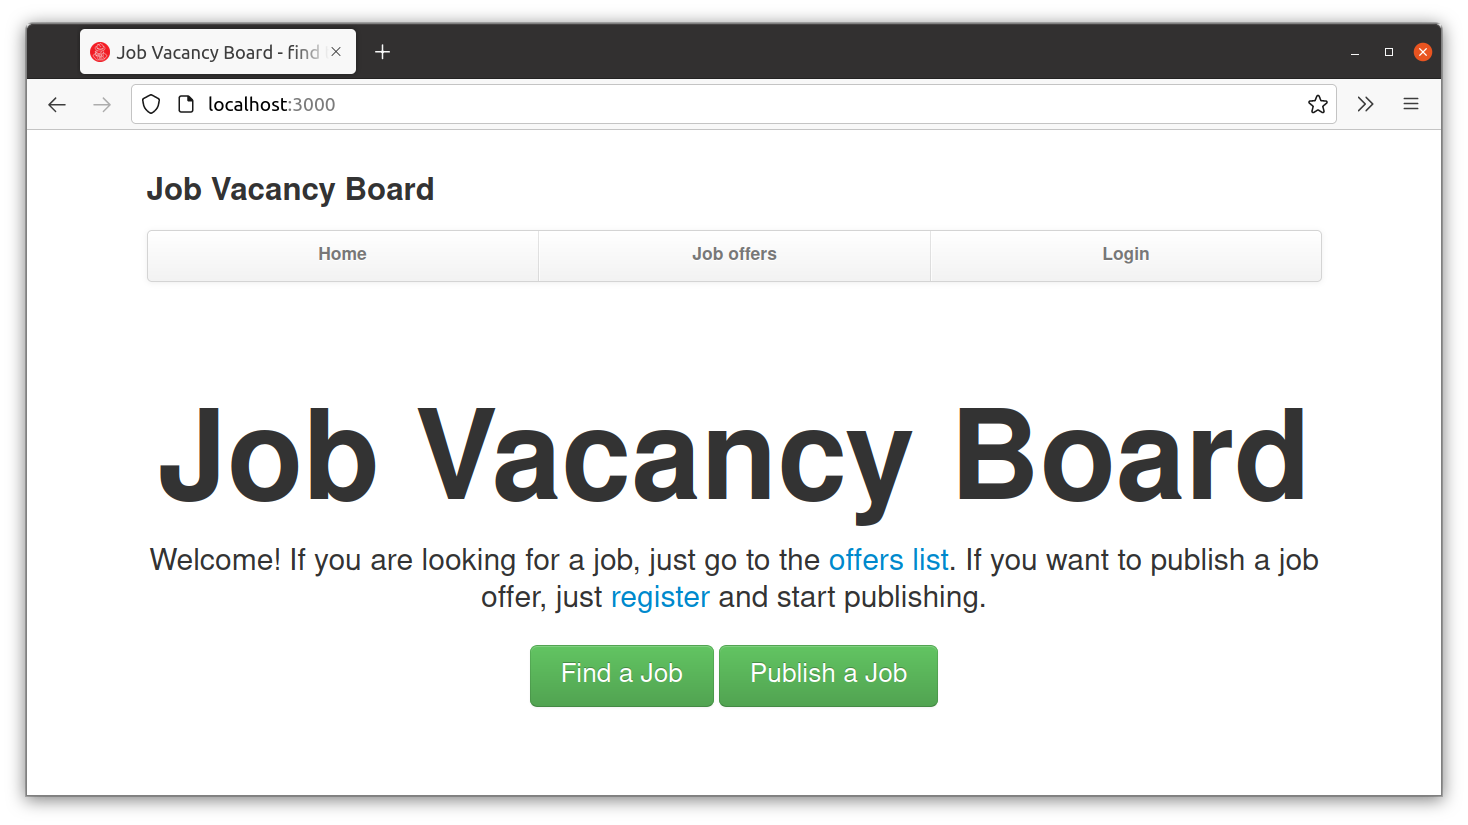 Job Vacancy Board - find
localhost:3000
Job Vacancy Board
Home
Job offers
Login
Job Vacancy Board
Welcome! If you are looking for a job, just go to the offers list. If you want to publish a job
offer, just register and start publishing.
Find a Job
Publish a Job